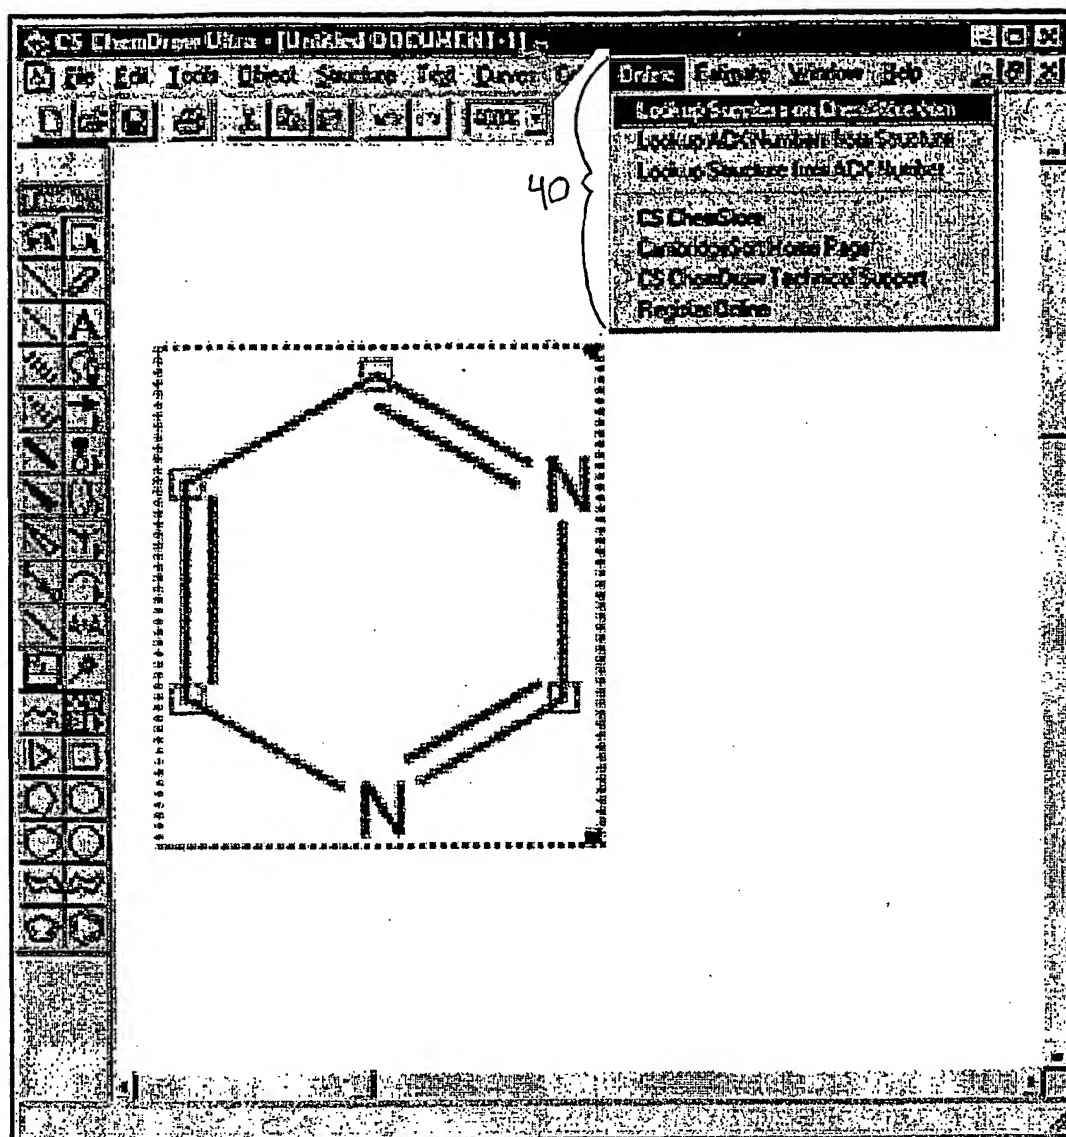 CS ChemDraw Ultra - [Untitled DOCUMENT-1]
File Edit Tools Object Structure Text Curves
Online Estimate Window Help
Lookup Suppliers on ChemStore.com
Lookup ACX Numbers from Structure
Lookup Structure from ACX Number
40
CS ChemStore
CambridgeSoft Home Page
CS ChemDraw Technical Support
Register Online
A
N
N